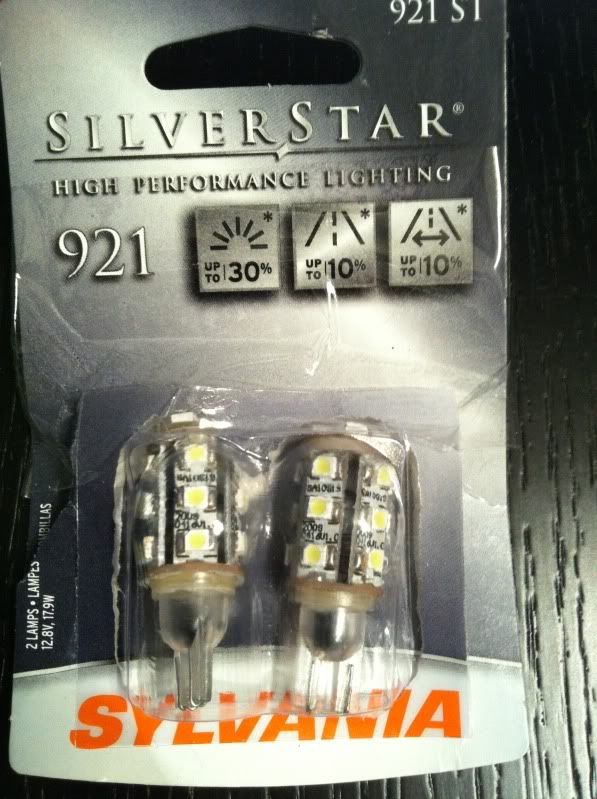 921 ST
SILVERSTAR®
HIGH PERFORMANCE LIGHTING
921
UP TO 30%*
UP TO 10%*
UP TO 10%*
2 LAMPS • LAMPES
12.8V, 17.9W
SYLVANIA